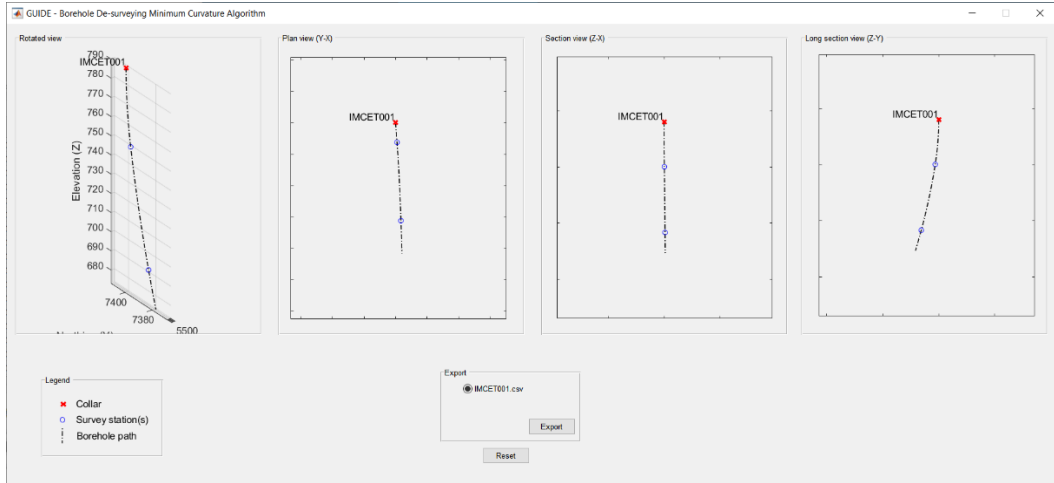 GUIDE - Borehole De-surveying Minimum Curvature Algorithm
Rotated view
790
IMCET001
780
770
760
750
740
730
720
710
700
690
680
Elevation (Z)
7400
7380
5500
Plan view (Y-X)
IMCET001
Section view (Z-X)
IMCET001
Long section view (Z-Y)
IMCET001
Legend
Collar
Survey station(s)
Borehole path
Export
IMCET001.csv
Export
Reset